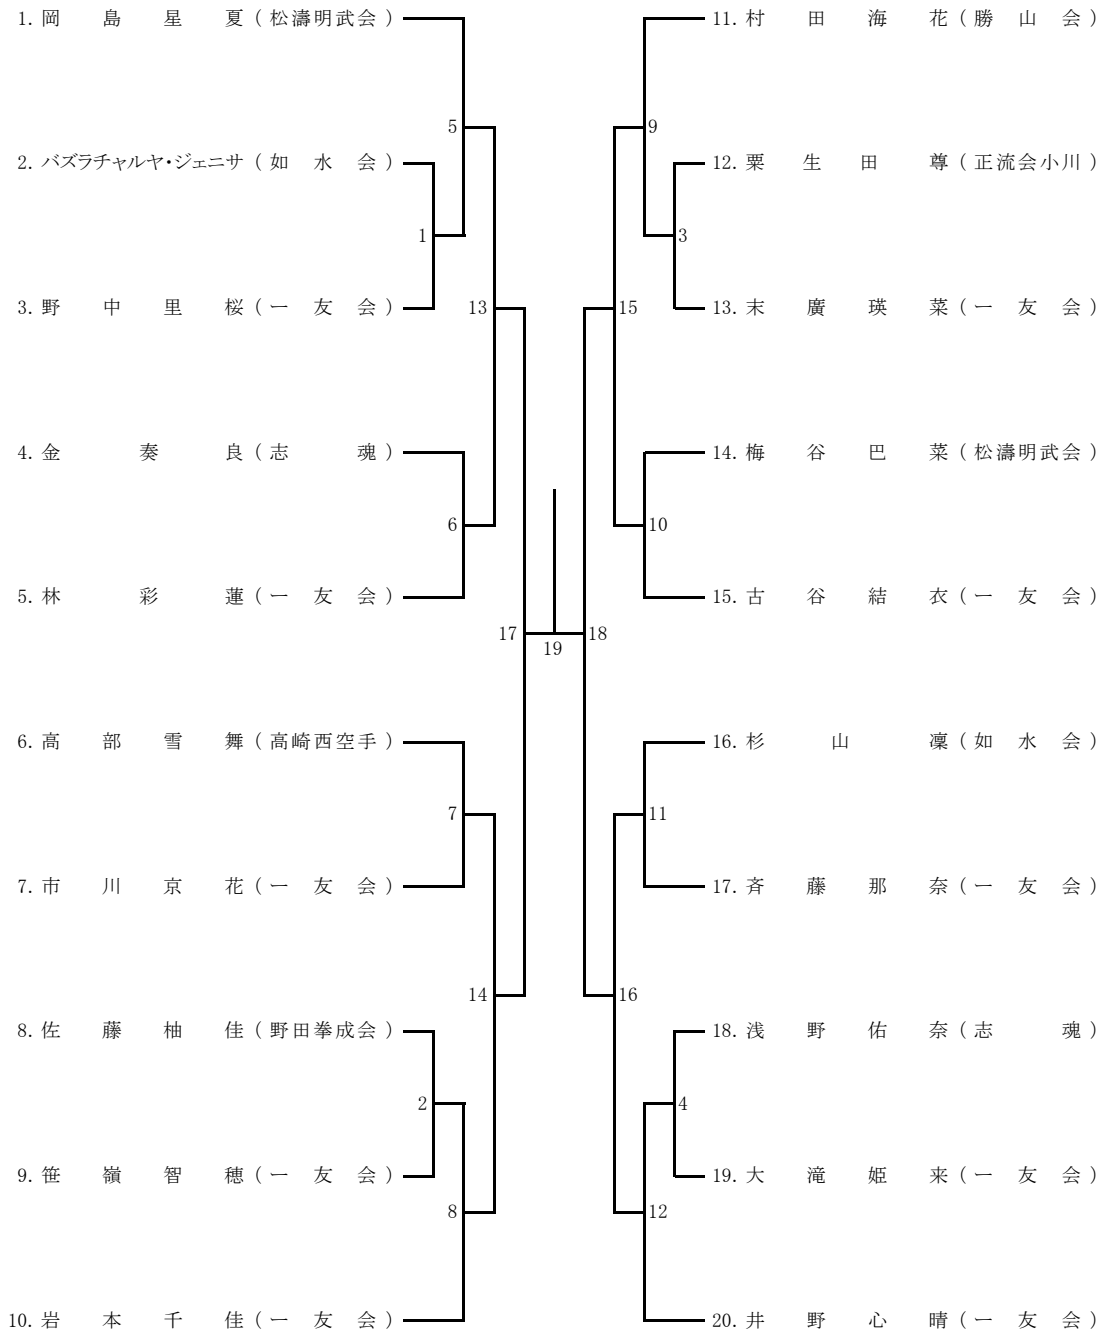 1. 岡島星夏(松濤明武会)
5
2. バズラチャルヤ・ジェニサ(如水会)
1
3. 野中里桜(一友会)
13
4. 金奏良(志魂)
6
5. 林彩蓮(一友会)
17
6. 高部雪舞(高崎西空手)
7
7. 市川京花(一友会)
14
8. 佐藤柚佳(野田拳成会)
2
9. 笹嶺智穂(一友会)
8
10. 岩本千佳(一友会)
19
11. 村田海花(勝山会)
9
12. 栗生田尊(正流会小川)
3
13. 末廣瑛菜(一友会)
15
14. 梅谷巴菜(松濤明武会)
10
15. 古谷結衣(一友会)
18
16. 杉山凜(如水会)
11
17. 斉藤那奈(一友会)
16
18. 浅野佑奈(志魂)
4
19. 大滝姫来(一友会)
12
20. 井野心晴(一友会)